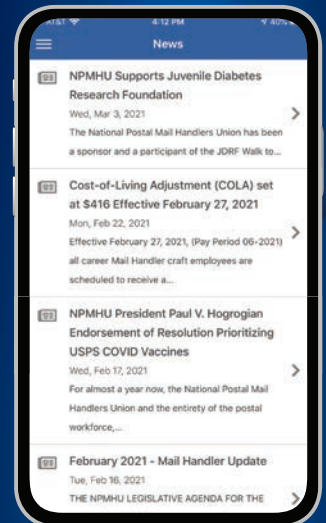 AT&T 4:12 PM 40%
News
NPMHU Supports Juvenile Diabetes
Research Foundation
Wed, Mar 3, 2021
The National Postal Mail Handlers Union has been
a sponsor and a participant of the JDRF Walk to...
Cost-of-Living Adjustment (COLA) set
at $416 Effective February 27, 2021
Mon, Feb 22, 2021
Effective February 27, 2021, (Pay Period 06-2021)
all career Mail Handler craft employees are
scheduled to receive a...
NPMHU President Paul V. Hogrogian
Endorsement of Resolution Prioritizing
USPS COVID Vaccines
Wed, Feb 17, 2021
For almost a year now, the National Postal Mail
Handlers Union and the entirety of the postal
workforce,...
February 2021 - Mail Handler Update
Tue, Feb 16, 2021
THE NPMHU LEGISLATIVE AGENDA FOR THE